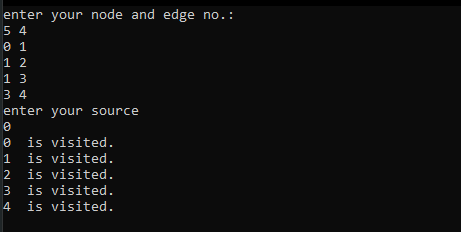 enter your node and edge no.:
5 4
0 1
1 2
1 3
3 4
enter your source
0
0  is visited.
1  is visited.
2  is visited.
3  is visited.
4  is visited.